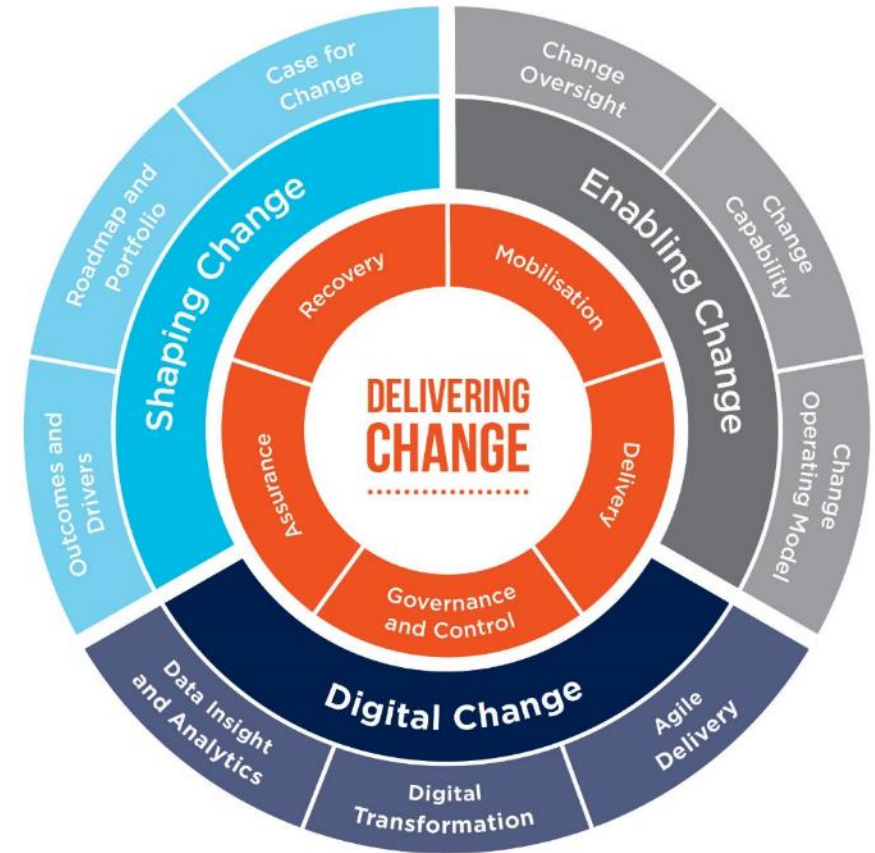 Case for
Change
Roadmap and
Portfolio
Outcomes and
Drivers
Shaping Change
Change
Oversight
Change
Capability
Change
Operating Model
Enabling Change
Recovery
Mobilisation
Assurance
Delivery
Governance
and Control
DELIVERING
CHANGE
Digital Change
Data Insight
and Analytics
Digital
Transformation
Agile
Delivery